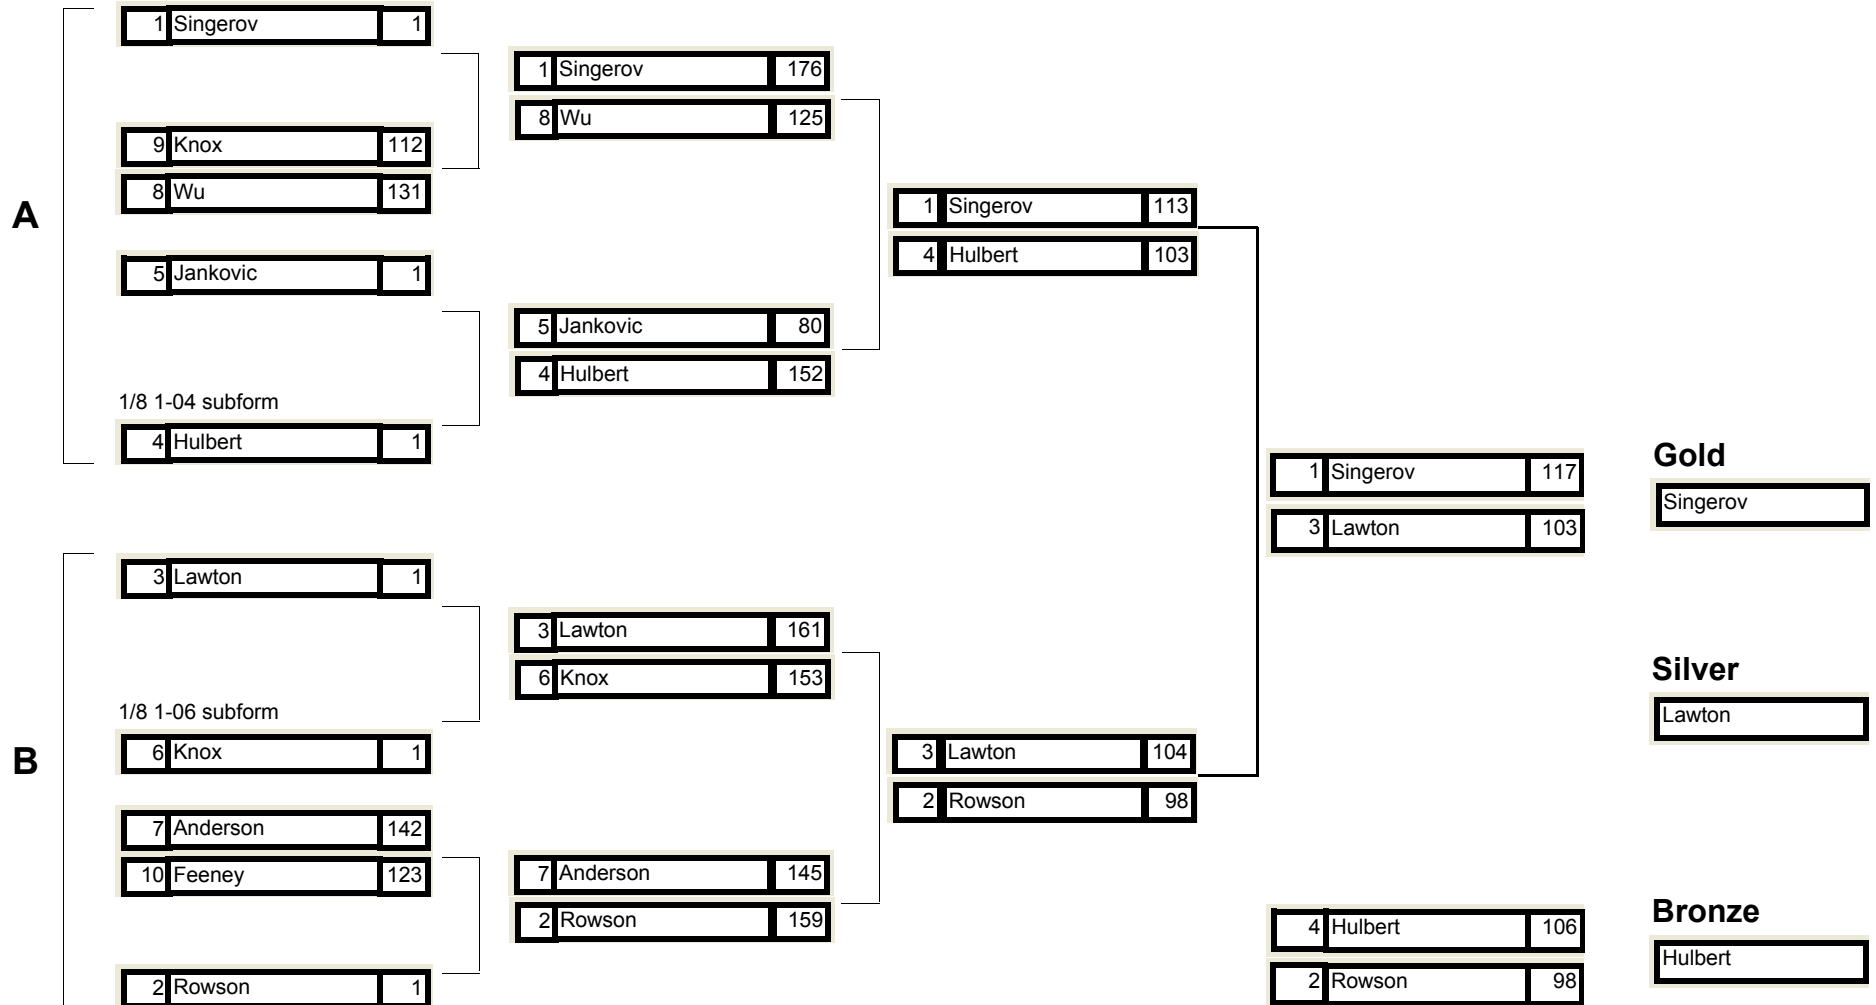 A
1 Singerov 1
9 Knox 112
8 Wu 131
5 Jankovic 1
1/8 1-04 subform
4 Hulbert 1
1 Singerov 176
8 Wu 125
5 Jankovic 80
4 Hulbert 152
1 Singerov 113
4 Hulbert 103
B
3 Lawton 1
1/8 1-06 subform
6 Knox 1
7 Anderson 142
10 Feeney 123
2 Rowson 1
3 Lawton 161
6 Knox 153
7 Anderson 145
2 Rowson 159
3 Lawton 104
2 Rowson 98
1 Singerov 117
3 Lawton 103
4 Hulbert 106
2 Rowson 98
Gold
Singerov
Silver
Lawton
Bronze
Hulbert